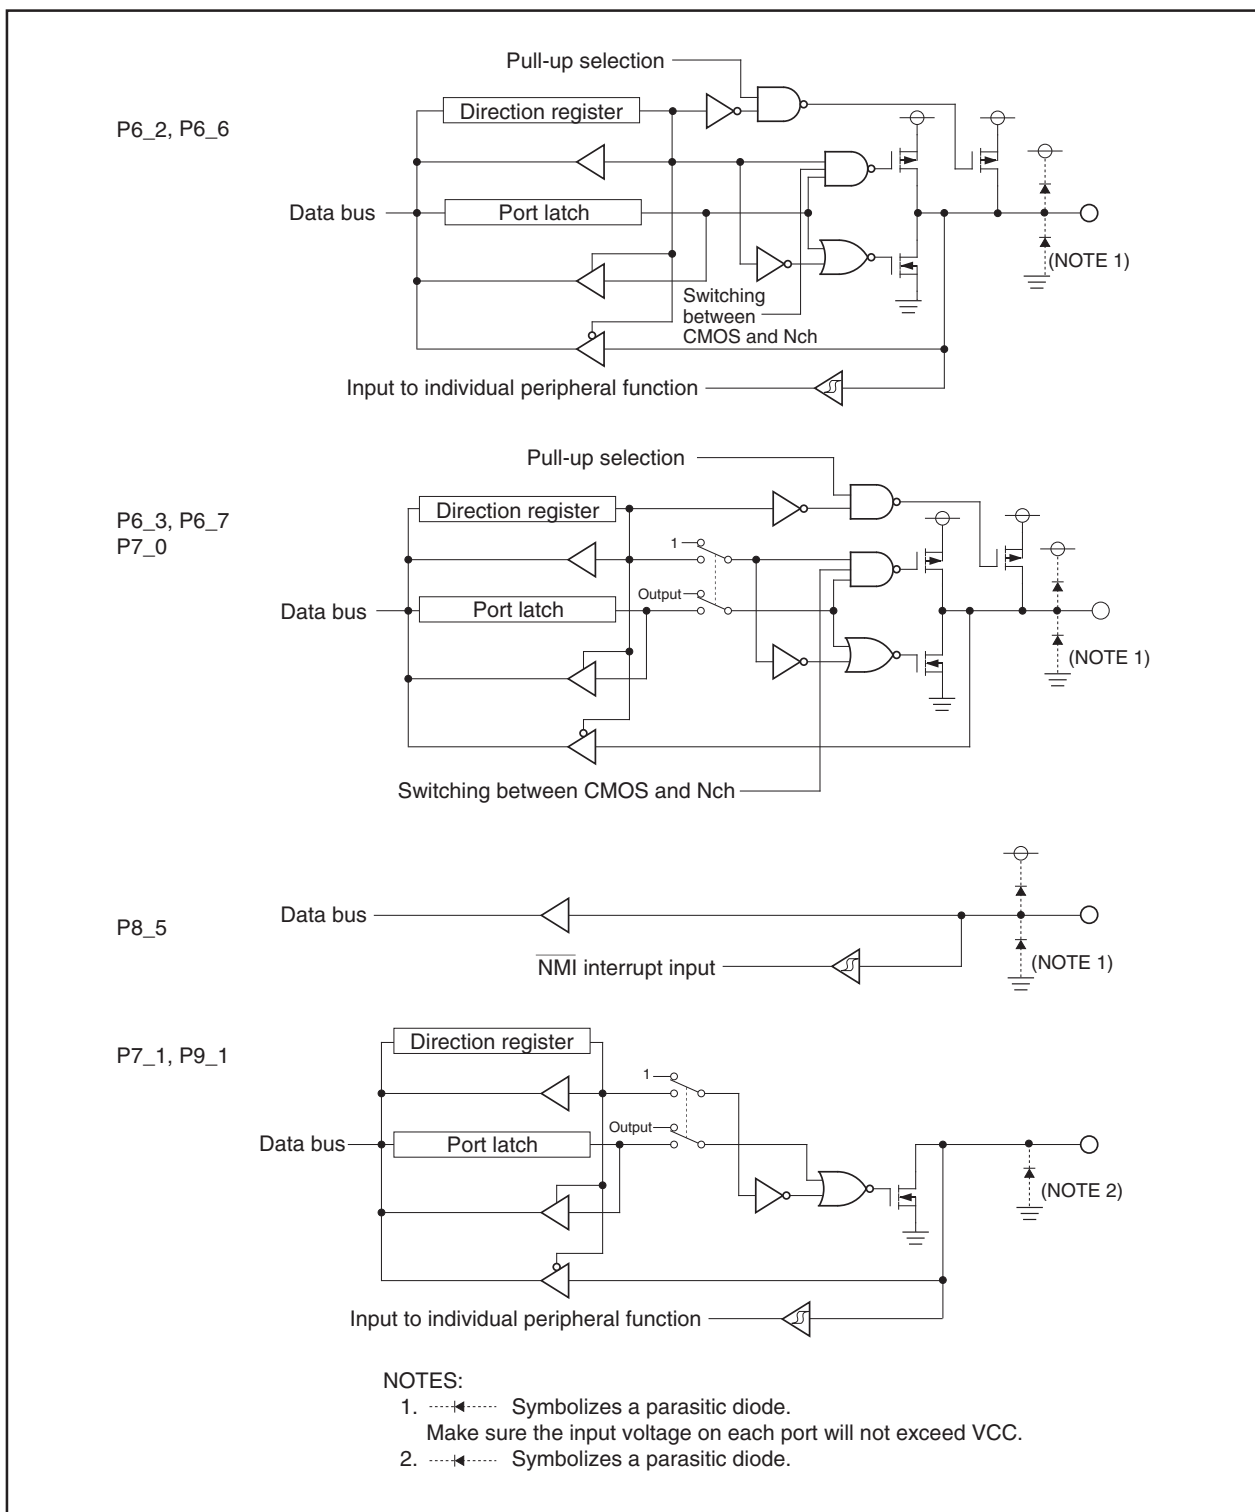 Pull-up selection
P6_2, P6_6
Direction register
Data bus
Port latch
(NOTE 1)
Switching
between
CMOS and Nch
Input to individual peripheral function
Pull-up selection
P6_3, P6_7
P7_0
Direction register
1
Output
Data bus
Port latch
(NOTE 1)
Switching between CMOS and Nch
P8_5
Data bus
NMI interrupt input
(NOTE 1)
P7_1, P9_1
Direction register
1
Output
Data bus
Port latch
(NOTE 2)
Input to individual peripheral function
NOTES:
1. Symbolizes a parasitic diode.
Make sure the input voltage on each port will not exceed VCC.
2. Symbolizes a parasitic diode.